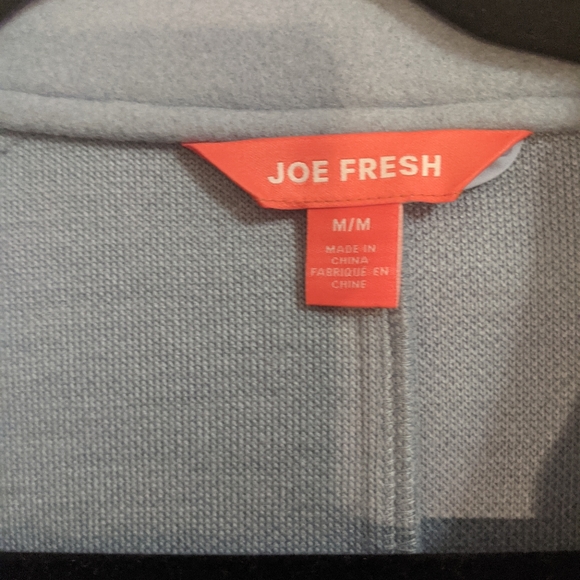 JOE FRESH
M/M
MADE IN
CHINA
FABRIQUE EN
CHINE